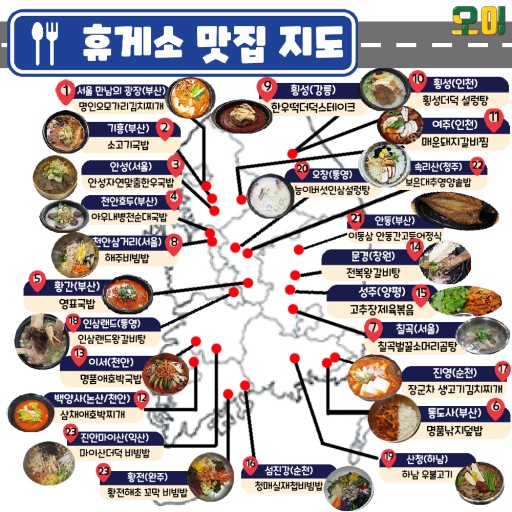 휴게소 맛집 지도
오이
1
서울 만남의 광장(부산)
명인오모가리김치찌개
9
횡성(강릉)
한우떡더덕스테이크
10
횡성(인천)
횡성더덕 설렁탕
기흥(부산)
2
소고기국밥
여주(인천)
11
매운돼지갈비찜
안성(서울)
3
안성자연맞춤한우국밥
20
오창(통영)
능이버섯인삼설렁탕
속리산(청주)
22
보은대추영양솥밥
천안호두(부산)
4
아우내병천순대국밥
21
안동(부산)
이동삼 안동간고등어정식
천안삼거리(서울)
8
해주비빔밥
문경(창원)
14
전복왕갈비탕
5
황간(부산)
영표국밥
성주(양평)
15
고추장제육볶음
18
인삼랜드(통영)
인삼랜드왕갈비탕
7
칠곡(서울)
칠곡벌꿀소머리곰탕
13
이서(천안)
명품애호박국밥
진영(순천)
17
장군차 생고기김치찌개
백양사(논산/천안)
12
삼채애호박찌개
통도사(부산)
6
명품낙지덮밥
23
진안마이산(익산)
마이산더덕 비빔밥
19
산청(하남)
하남 우불고기
23
황전(완주)
황전해초 꼬막 비빔밥
16
섬진강(순천)
청매실재첩비빔밥